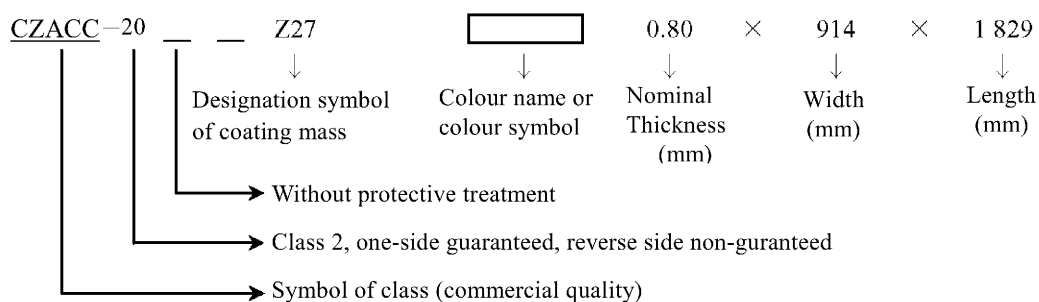 CZACC–20 _ _ Z27 0.80 × 914 × 1 829
Designation symbol of coating mass
Colour name or colour symbol
Nominal Thickness (mm)
Width (mm)
Length (mm)
Without protective treatment
Class 2, one-side guaranteed, reverse side non-guranteed
Symbol of class (commercial quality)